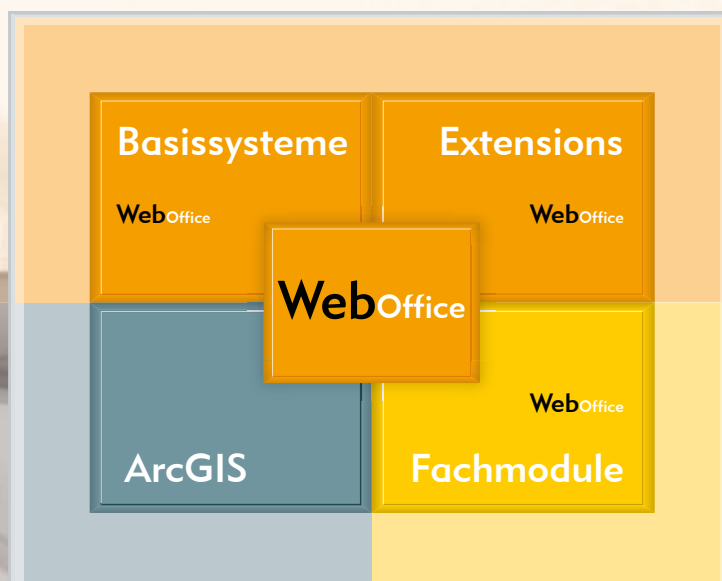 Basissysteme
WebOffice
Extensions
WebOffice
WebOffice
ArcGIS
WebOffice
Fachmodule